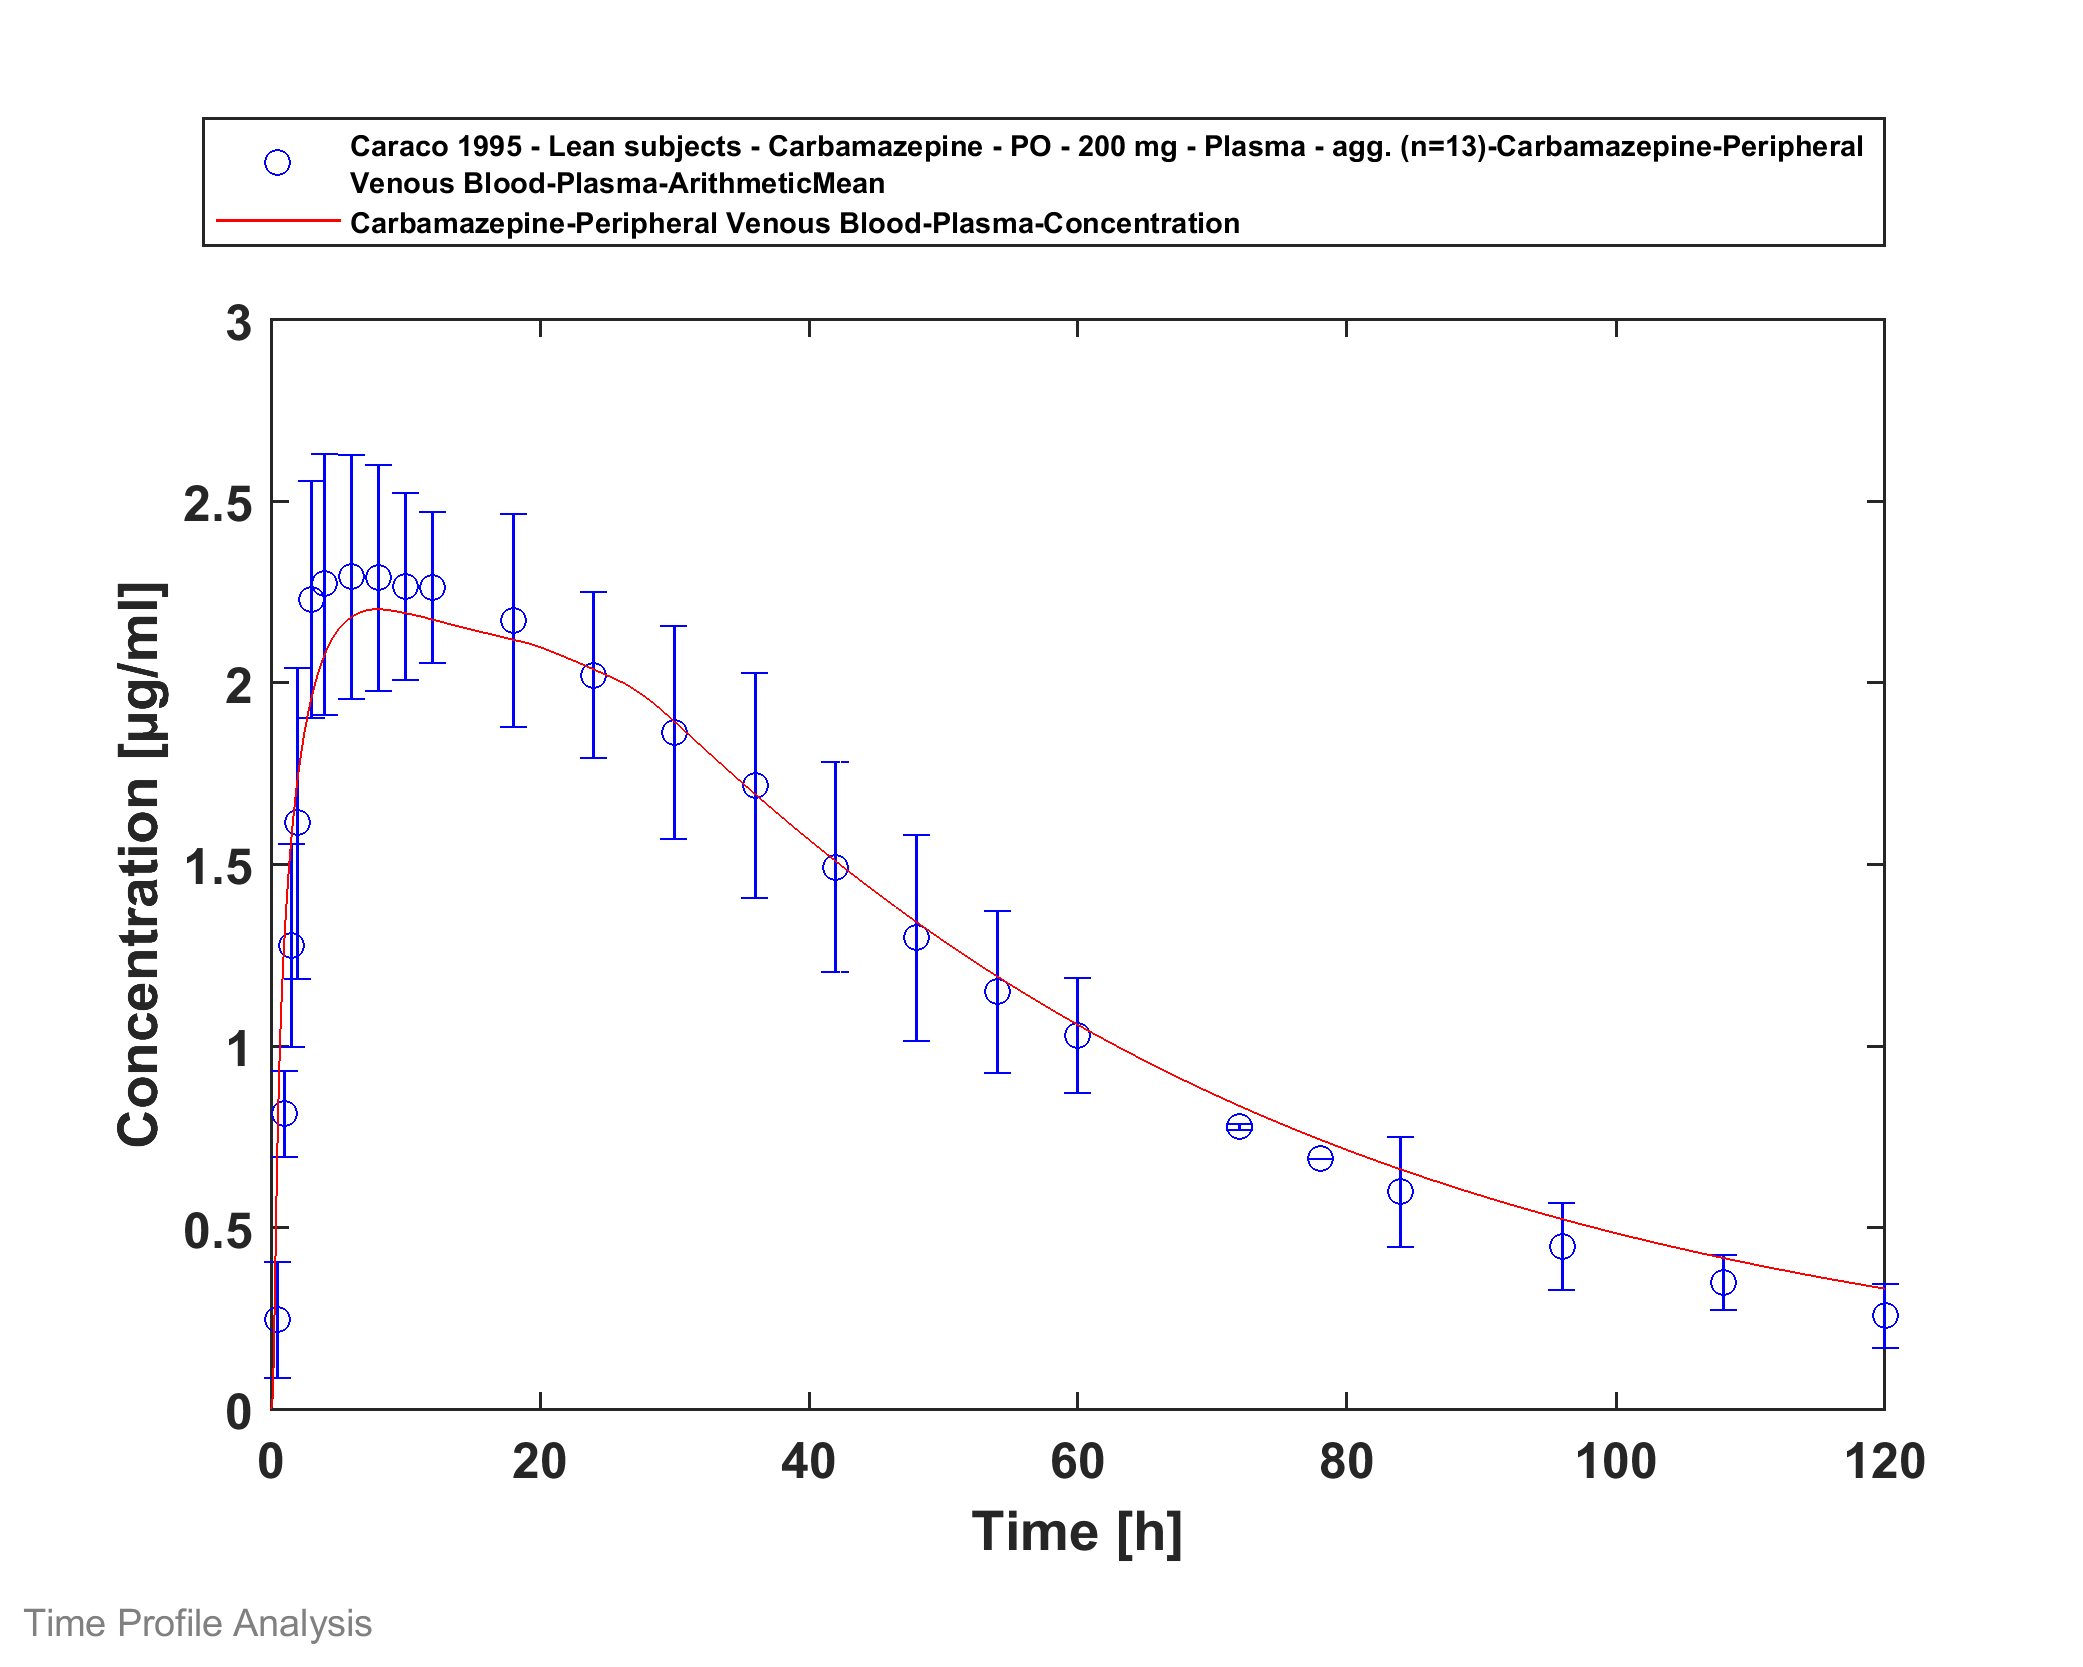 Caraco 1995 - Lean subjects - Carbamazepine - PO - 200 mg - Plasma - agg. (n=13)-Carbamazepine-Peripheral
Venous Blood-Plasma-ArithmeticMean
Carbamazepine-Peripheral Venous Blood-Plasma-Concentration
3
2.5
2
1.5
1
0.5
0
Concentration [µg/ml]
0 20 40 60 80 100 120
Time [h]
Time Profile Analysis